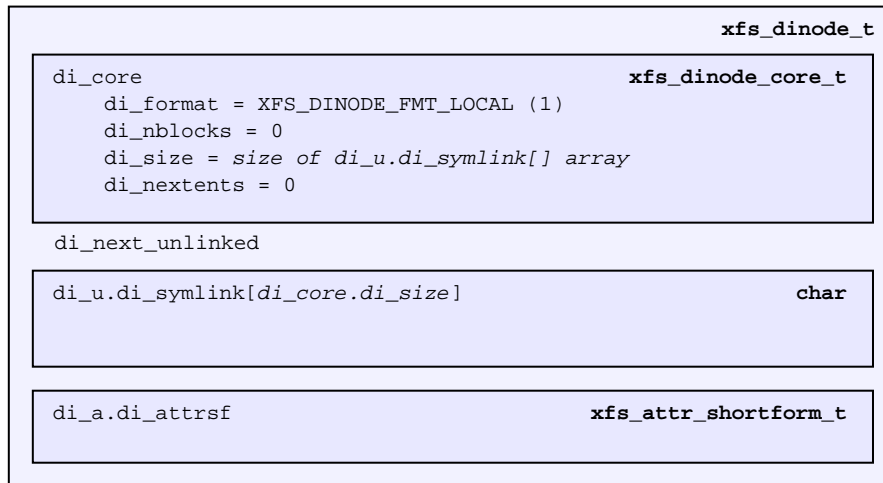 xfs_dinode_t
di_core xfs_dinode_core_t
di_format = XFS_DINODE_FMT_LOCAL (1)
di_nblocks = 0
di_size = size of di_u.di_symlink[] array
di_nextents = 0
di_next_unlinked
di_u.di_symlink[di_core.di_size] char
di_a.di_attrsf xfs_attr_shortform_t